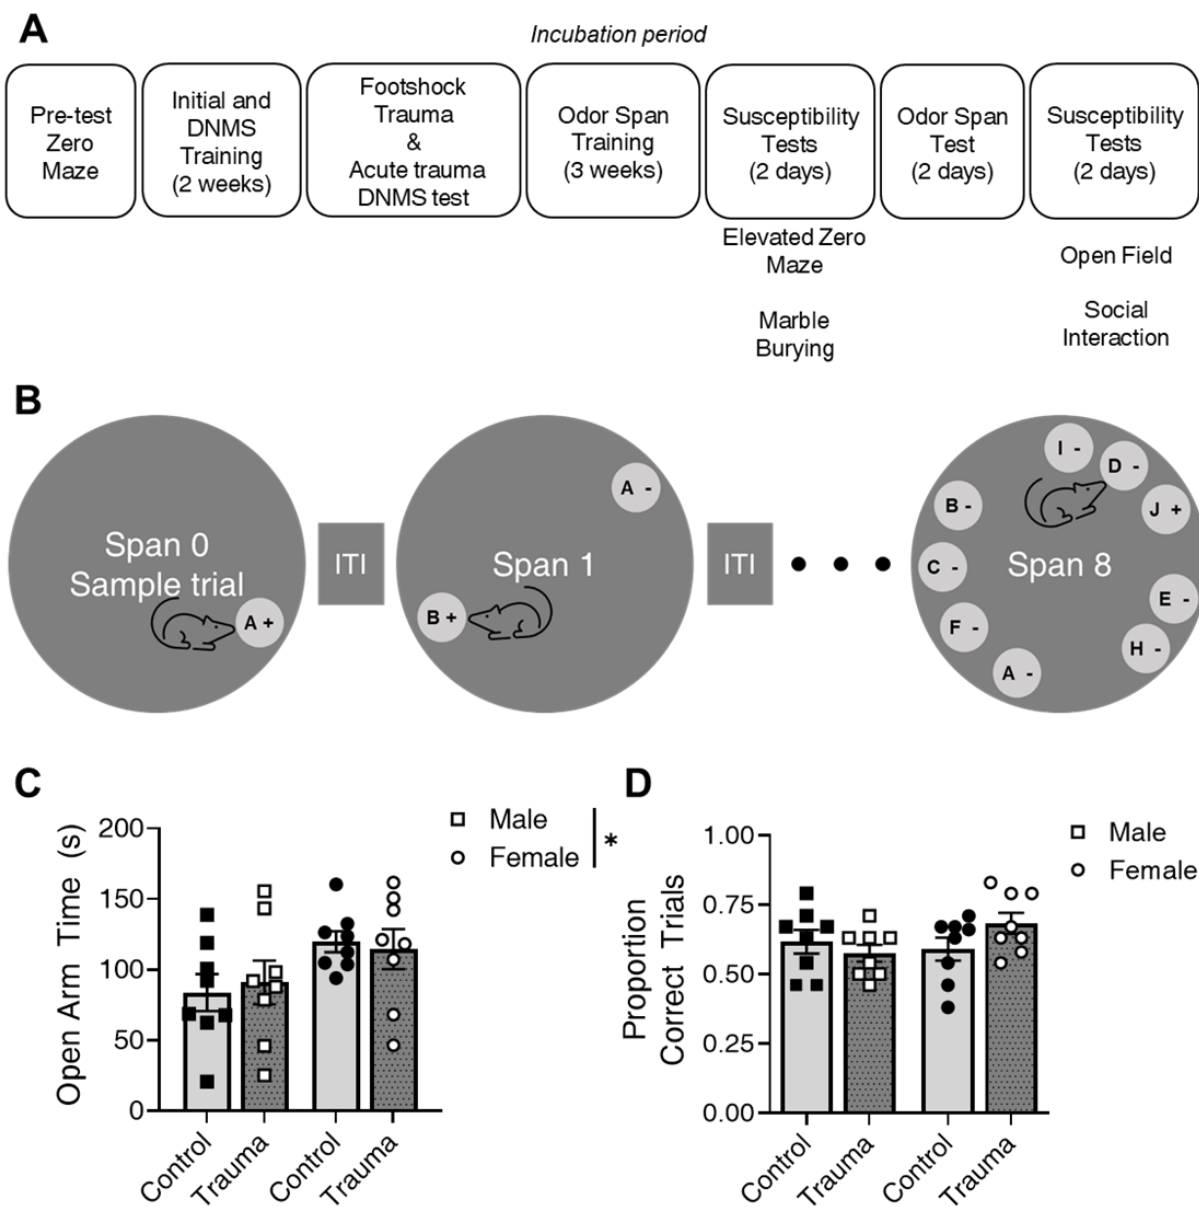 A
Incubation period
Pre-test
Zero
Maze
Initial and
DNMS
Training
(2 weeks)
Footshock
Trauma
&
Acute trauma
DNMS test
Odor Span
Training
(3 weeks)
Susceptibility
Tests
(2 days)
Odor Span
Test
(2 days)
Susceptibility
Tests
(2 days)
Elevated Zero
Maze
Marble
Burying
Open Field
Social
Interaction
B
Span 0
Sample trial
A +
ITI
A -
Span 1
B +
ITI
I -
D -
B -
J +
C -
Span 8
E -
F -
H -
A -
C
Open Arm Time (s)
200
150
100
50
0
Control
Trauma
Control
Trauma
Male
Female
*
D
Proportion
Correct Trials
1.00
0.75
0.50
0.25
0.00
Control
Trauma
Control
Trauma
Male
Female